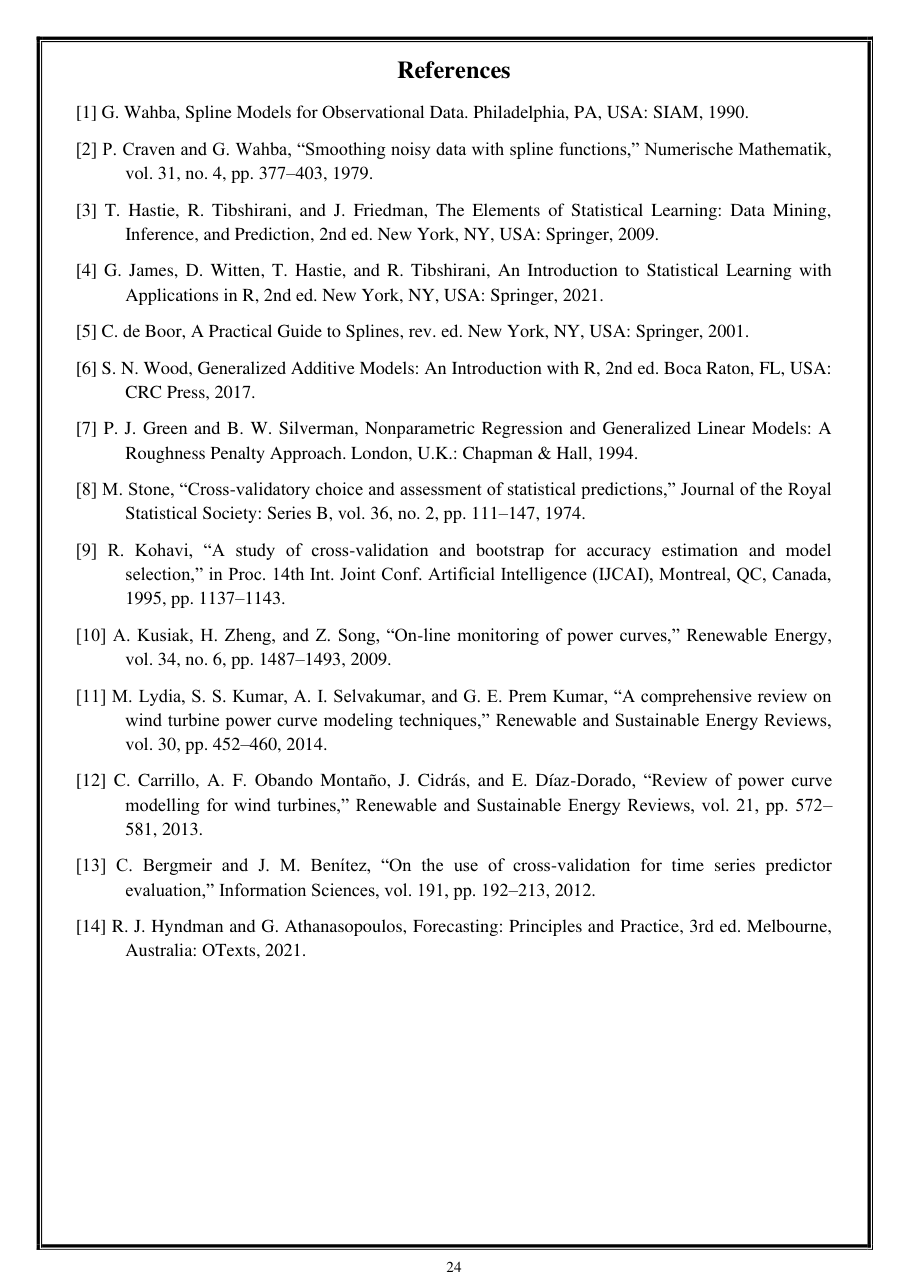 References
[1] G. Wahba, Spline Models for Observational Data. Philadelphia, PA, USA: SIAM, 1990.
[2] P. Craven and G. Wahba, “Smoothing noisy data with spline functions,” Numerische Mathematik,
vol. 31, no. 4, pp. 377–403, 1979.
[3] T. Hastie, R. Tibshirani, and J. Friedman, The Elements of Statistical Learning: Data Mining,
Inference, and Prediction, 2nd ed. New York, NY, USA: Springer, 2009.
[4] G. James, D. Witten, T. Hastie, and R. Tibshirani, An Introduction to Statistical Learning with
Applications in R, 2nd ed. New York, NY, USA: Springer, 2021.
[5] C. de Boor, A Practical Guide to Splines, rev. ed. New York, NY, USA: Springer, 2001.
[6] S. N. Wood, Generalized Additive Models: An Introduction with R, 2nd ed. Boca Raton, FL, USA:
CRC Press, 2017.
[7] P. J. Green and B. W. Silverman, Nonparametric Regression and Generalized Linear Models: A
Roughness Penalty Approach. London, U.K.: Chapman & Hall, 1994.
[8] M. Stone, “Cross-validatory choice and assessment of statistical predictions,” Journal of the Royal
Statistical Society: Series B, vol. 36, no. 2, pp. 111–147, 1974.
[9] R. Kohavi, “A study of cross-validation and bootstrap for accuracy estimation and model
selection,” in Proc. 14th Int. Joint Conf. Artificial Intelligence (IJCAI), Montreal, QC, Canada,
1995, pp. 1137–1143.
[10] A. Kusiak, H. Zheng, and Z. Song, “On-line monitoring of power curves,” Renewable Energy,
vol. 34, no. 6, pp. 1487–1493, 2009.
[11] M. Lydia, S. S. Kumar, A. I. Selvakumar, and G. E. Prem Kumar, “A comprehensive review on
wind turbine power curve modeling techniques,” Renewable and Sustainable Energy Reviews,
vol. 30, pp. 452–460, 2014.
[12] C. Carrillo, A. F. Obando Montaño, J. Cidrás, and E. Díaz-Dorado, “Review of power curve
modelling for wind turbines,” Renewable and Sustainable Energy Reviews, vol. 21, pp. 572–
581, 2013.
[13] C. Bergmeir and J. M. Benítez, “On the use of cross-validation for time series predictor
evaluation,” Information Sciences, vol. 191, pp. 192–213, 2012.
[14] R. J. Hyndman and G. Athanasopoulos, Forecasting: Principles and Practice, 3rd ed. Melbourne,
Australia: OTexts, 2021.
24